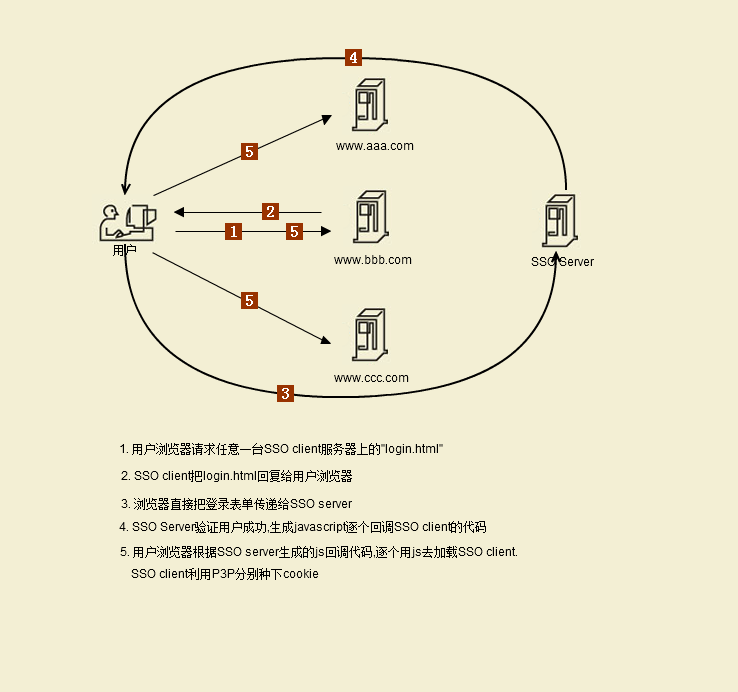 4
www.aaa.com
5
2
1
5
用户
www.bbb.com
SSO Server
5
www.ccc.com
3
1. 用户浏览器请求任意一台SSO client服务器上的"login.html"
2. SSO client把login.html回复给用户浏览器
3. 浏览器直接把登录表单传递给SSO server
4. SSO Server验证用户成功,生成javascript逐个回调SSO client的代码
5. 用户浏览器根据SSO server生成的js回调代码,逐个用js去加载SSO client.
SSO client利用P3P分别种下cookie